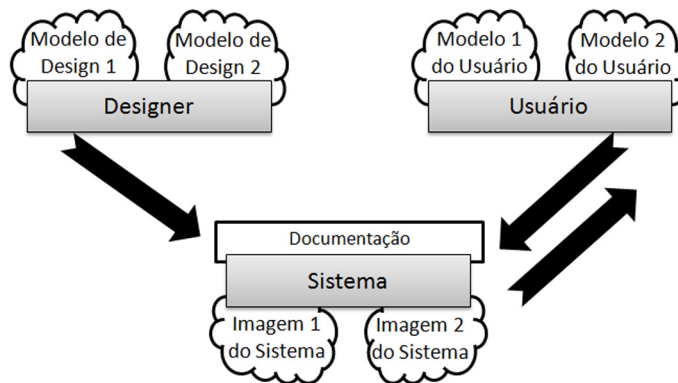 Modelo de
Design 1
Modelo de
Design 2
Designer
Modelo 1
do Usuário
Modelo 2
do Usuário
Usuário
Documentação
Sistema
Imagem 1
do Sistema
Imagem 2
do Sistema